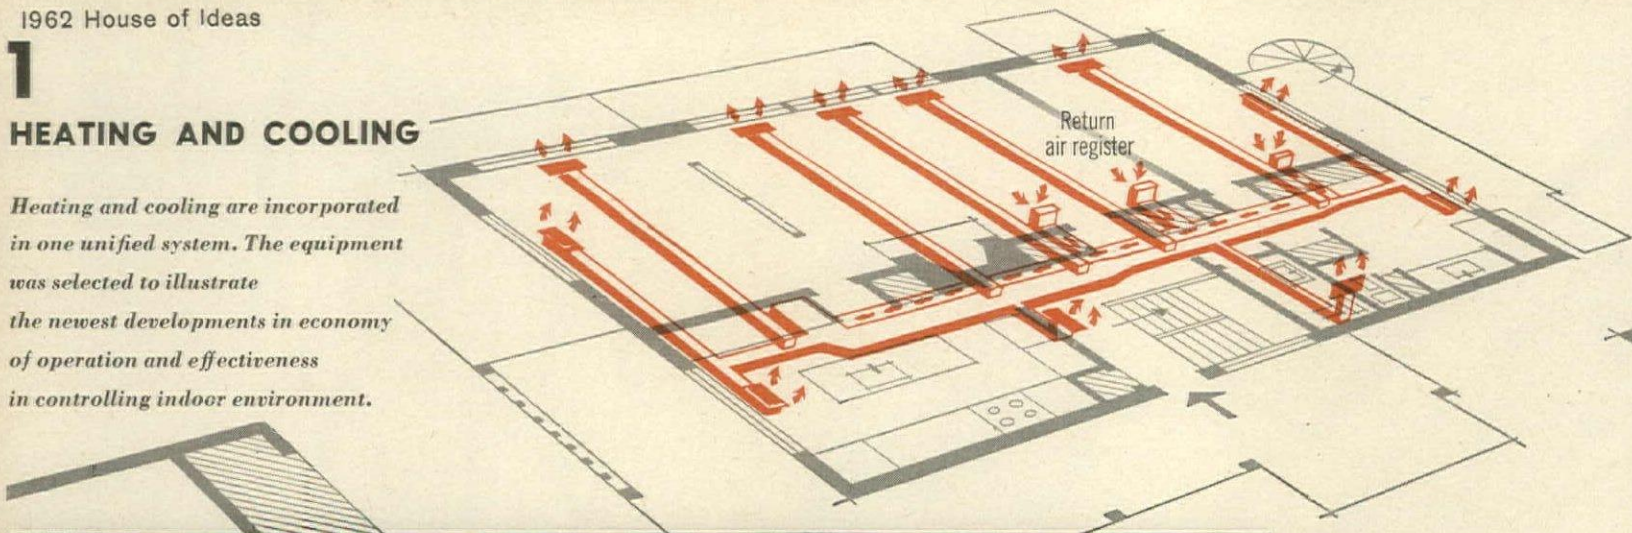 1962 House of Ideas
1
HEATING AND COOLING
Heating and cooling are incorporated
in one unified system. The equipment
was selected to illustrate
the newest developments in economy
of operation and effectiveness
in controlling indoor environment.
Return
air register